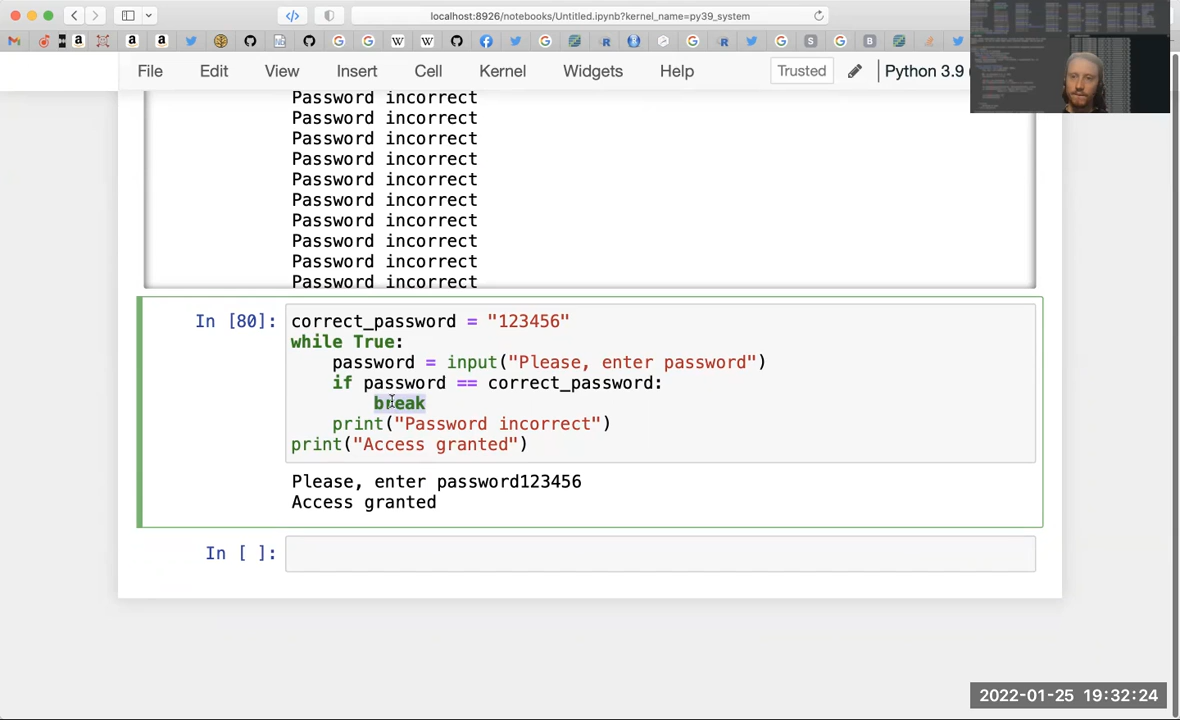 localhost:8926/notebooks/Untitled.ipynb?kernel_name=py39_system
File Edit View Insert Cell Kernel Widgets Help Trusted Python 3.9
Password incorrect
Password incorrect
Password incorrect
Password incorrect
Password incorrect
Password incorrect
Password incorrect
Password incorrect
Password incorrect
Password incorrect
In [80]:
correct_password = "123456"
while True:
    password = input("Please, enter password")
    if password == correct_password:
        break
    print("Password incorrect")
print("Access granted")
Please, enter password123456
Access granted
In [ ]:
2022-01-25 19:32:24